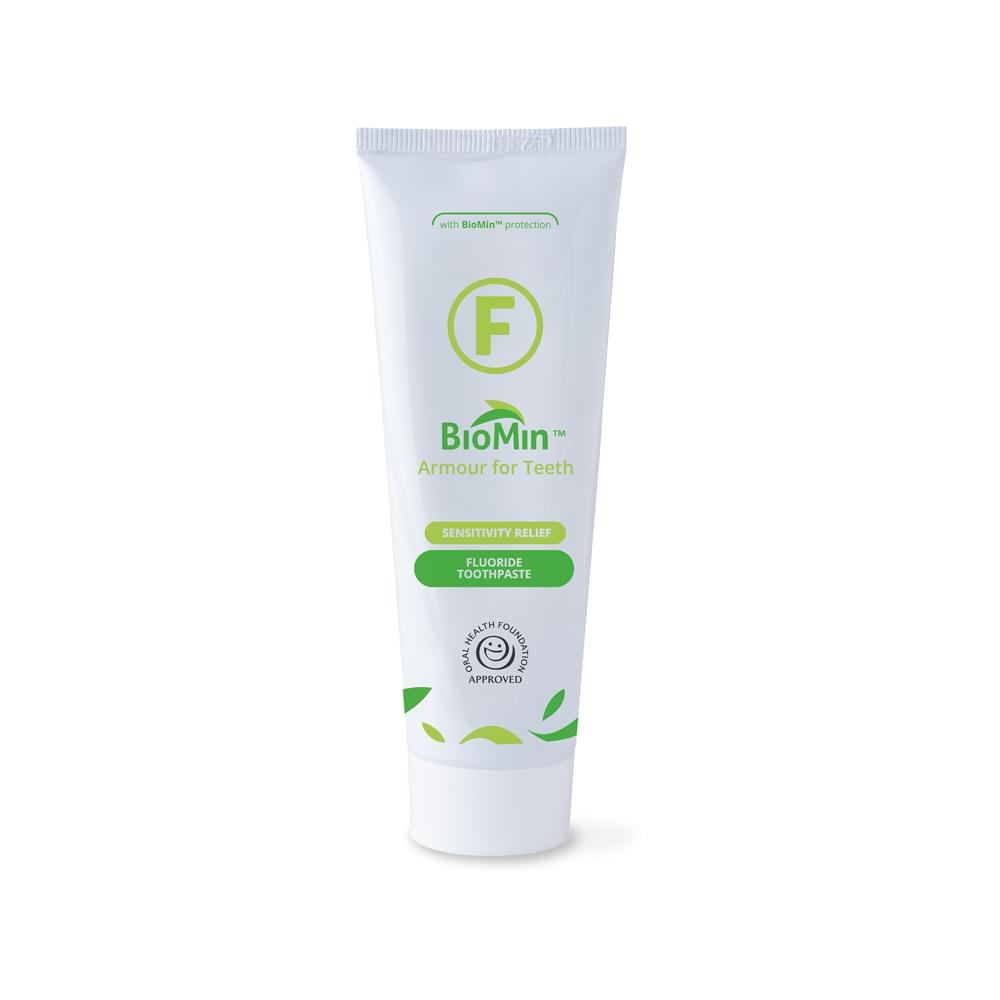 with BioMin™ protection
F
BioMin™
Armour for Teeth
SENSITIVITY RELIEF
FLUORIDE
TOOTHPASTE
ORAL HEALTH FOUNDATION
APPROVED